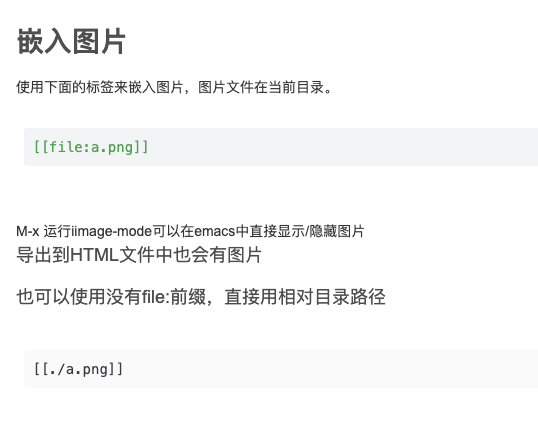 嵌入图片
使用下面的标签来嵌入图片，图片文件在当前目录。
[[file:a.png]]
M-x 运行iimage-mode可以在emacs中直接显示/隐藏图片
导出到HTML文件中也会有图片
也可以使用没有file:前缀，直接用相对目录路径
[[./a.png]]